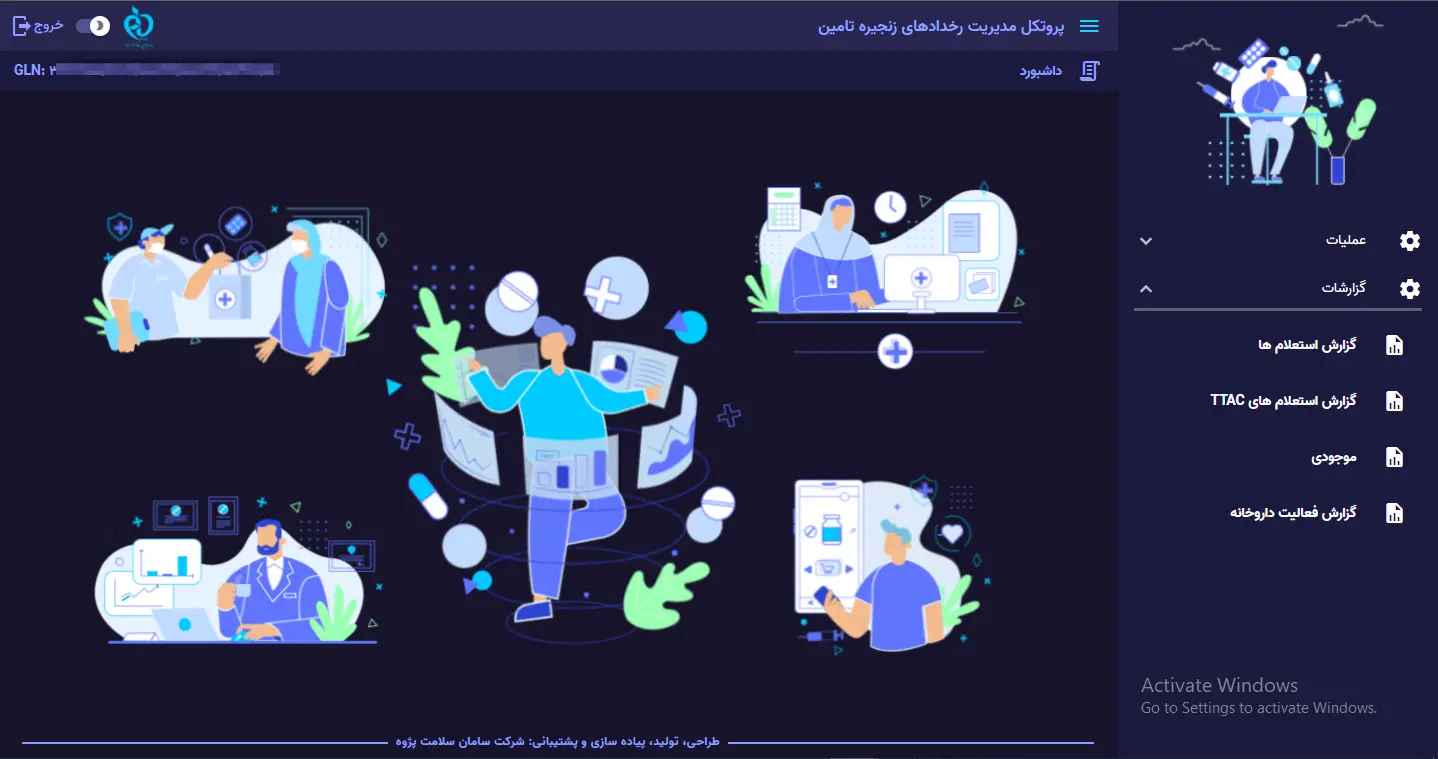 پروتکل مدیریت رخدادهای زنجیره تامین
خروج
داشبورد
GLN: ۳
عملیات
گزارشات
گزارش استعلام ها
گزارش استعلام های TTAC
موجودی
گزارش فعالیت داروخانه
Activate Windows
Go to Settings to activate Windows.
طراحی، تولید، پیاده سازی و پشتیبانی: شرکت سامان سلامت پژوه